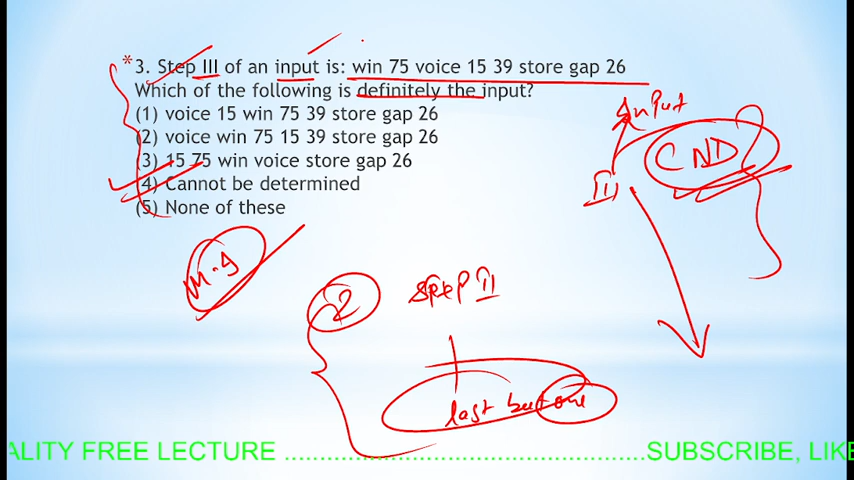 *3. Step III of an input is: win 75 voice 15 39 store gap 26
Which of the following is definitely the input?
(1) voice 15 win 75 39 store gap 26
(2) voice win 75 15 39 store gap 26
(3) 15 75 win voice store gap 26
(4) Cannot be determined
(5) None of these
Input
III
CND
2
Step II
last but one
ALITY FREE LECTURE ..........................................................SUBSCRIBE, LIKE